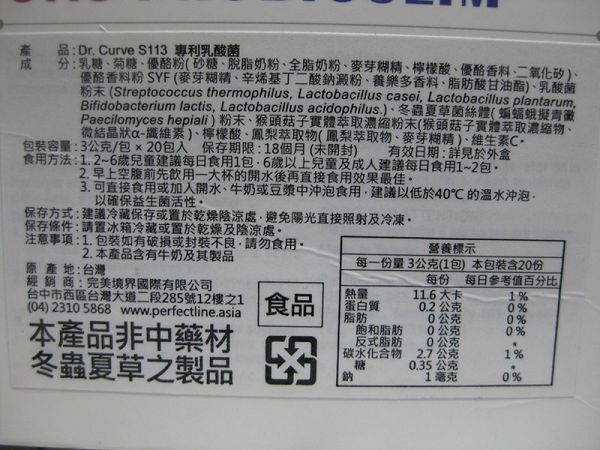 PROBIOSLIM
產　　品:Dr. Curve S113 專利乳酸菌
成　　分:乳糖、菊糖、優酪粉(砂糖、脫脂奶粉、全脂奶粉、麥芽糊精、檸檬酸、優酪香料、二氧化矽)、
優酪香料粉 SYF (麥芽糊精、辛烯基丁二酸鈉澱粉、養樂多香料、脂肪酸甘油酯)、乳酸菌
粉末 (Streptococcus thermophilus, Lactobacillus casei, Lactobacillus plantarum,
Bifidobacterium lactis, Lactobacillus acidophilus,)、冬蟲夏草菌絲體( 蝙蝠蛾擬青黴
Paecilomyces hepiali ) 粉末、猴頭菇子實體萃取濃縮粉末(猴頭菇子實體萃取濃縮物、
微結晶狀α-纖維素)、檸檬酸、鳳梨萃取物( 鳳梨萃取物、麥芽糊精)、維生素C。
包裝容量:3公克/包 × 20包入　保存期限:18個月 (未開封)　　有效日期:詳見於外盒
食用方法:1. 2~6歲兒童建議每日食用1包，6歲以上兒童及成人建議每日食用1~2包。
2. 早上空腹前先飲用一大杯的開水後再直接食用效果最佳。
3. 可直接食用或加入開水、牛奶或豆漿中沖泡食用，建議以低於40℃ 的溫水沖泡，
以確保益生菌活性。
保存方式:建議冷藏保存或置於乾燥陰涼處，避免陽光直接照射及冷凍。
保存條件:請置冰箱冷藏或置於乾燥及陰涼處。
注意事項:1. 包裝如有破損或封裝不良，請勿食用。
2. 本產品含有牛奶及其製品
原 產 地:台灣
經 銷 商:完美境界國際有限公司
台中市西區台灣大道二段285號12樓之1
(04) 2310 5868　www.perfectline.asia
本產品非中藥材
冬蟲夏草之製品
食品
營養標示
每一份量 3公克(1包) 本包裝含20份
每份　每日參考值百分比
熱量　11.6 大卡　1%
蛋白質　0.2 公克　0%
脂肪　0 公克　0%
飽和脂肪　0 公克　0%
反式脂肪　0 公克　*
碳水化合物　2.7 公克　1%
糖　0.35 公克　*
鈉　1 毫克　0%